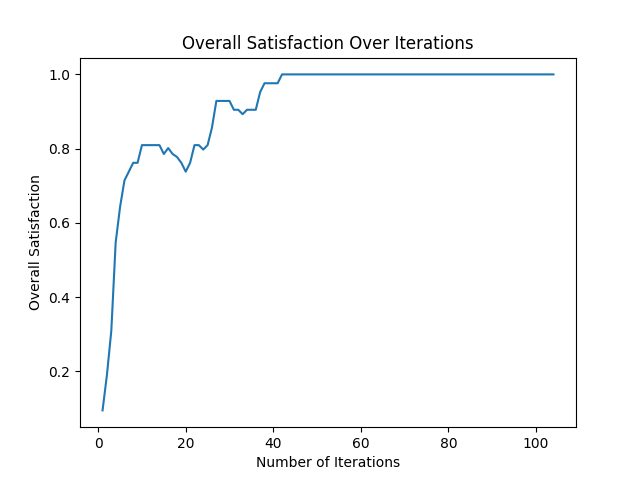 Overall Satisfaction Over Iterations
1.0
0.8
0.6
0.4
0.2
Overall Satisfaction
0 20 40 60 80 100
Number of Iterations